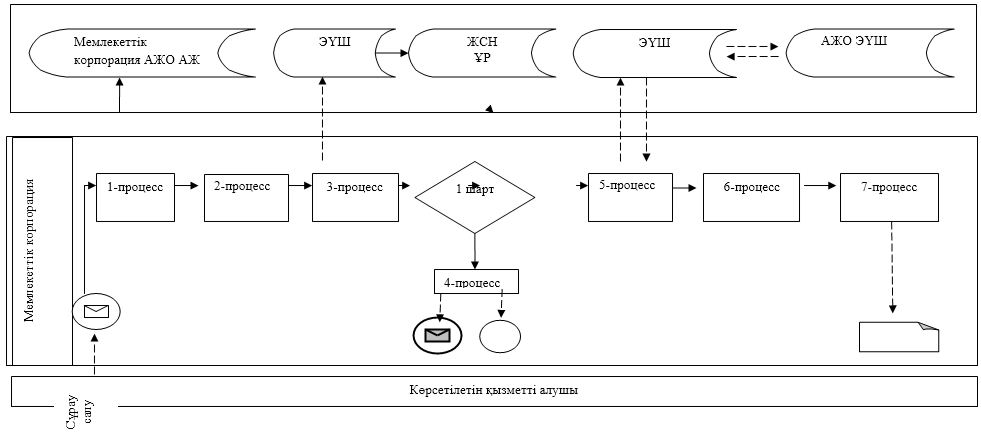 Мемлекеттік
корпорация АЖО АЖ
ЭҮШ
ЖСН
ҰР
ЭҮШ
АЖО ЭҮШ
Мемлекеттік корпорация
1-процесс
2-процесс
3-процесс
1 шарт
5-процесс
6-процесс
7-процесс
4-процесс
Көрсетілетін қызметті алушы
Сұрау
салу